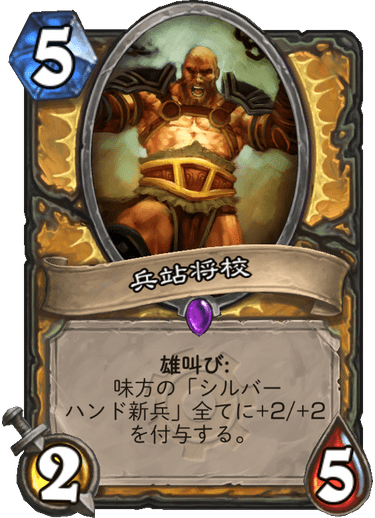 5
兵站将校
雄叫び:
味方の「シルバー
ハンド新兵」全てに+2/+2
を付与する。
2
5